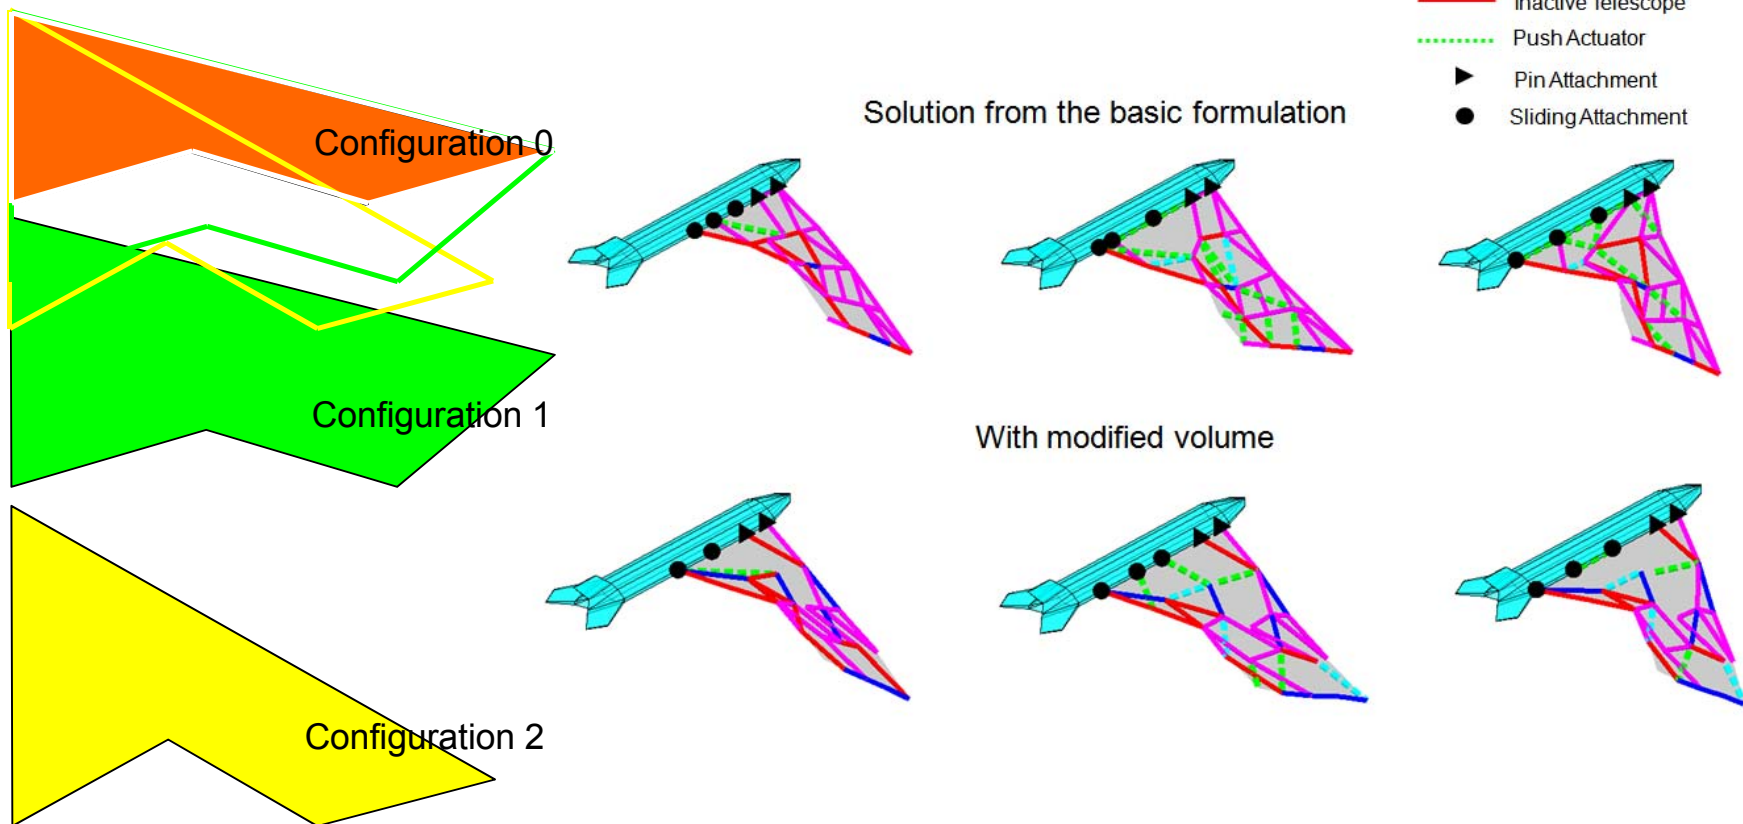 Inactive Telescope
Push Actuator
Pin Attachment
Sliding Attachment
Solution from the basic formulation
Configuration 0
Configuration 1
With modified volume
Configuration 2